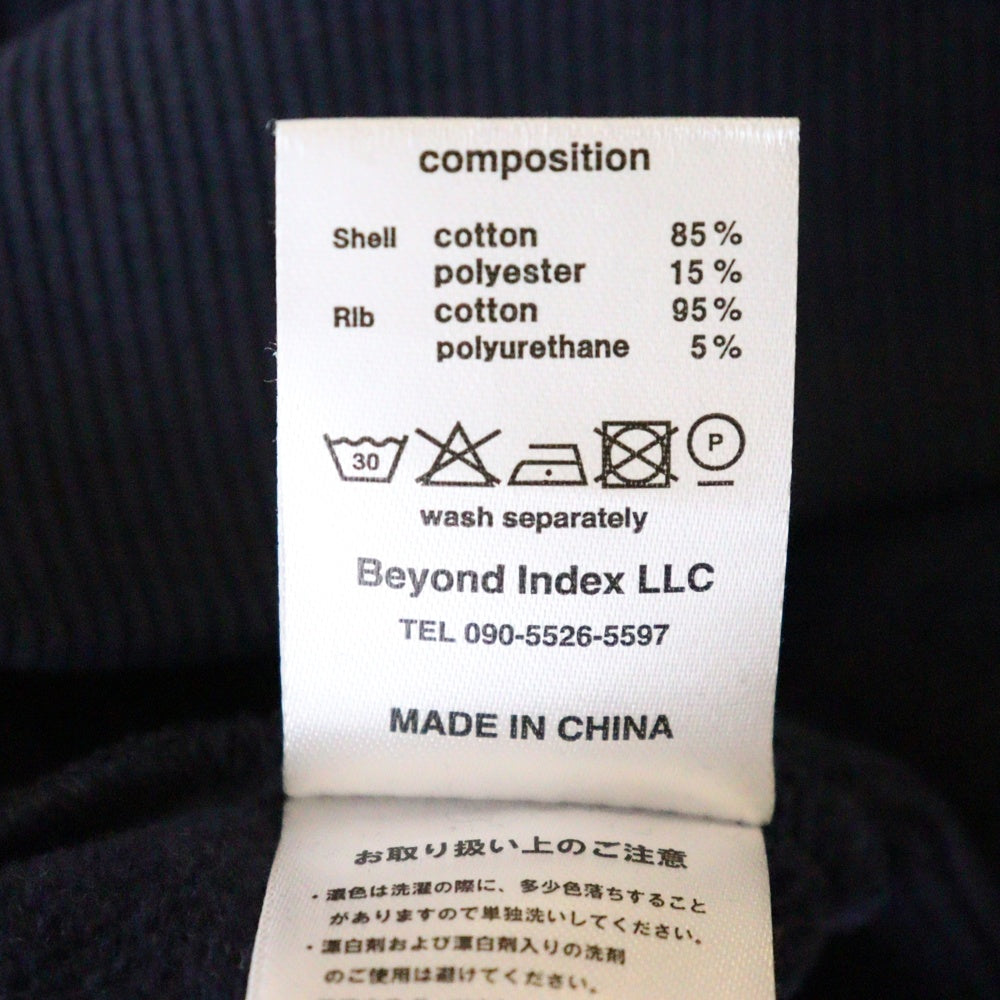 composition
Shell cotton 85%
polyester 15%
Rib cotton 95%
polyurethane 5%
30 P
wash separately
Beyond Index LLC
TEL 090-5526-5597
MADE IN CHINA
お取り扱い上のご注意
・濃色は洗濯の際に、多少色落ちすること
がありますので単独洗いしてください。
・漂白剤および漂白剤入りの洗剤
のご使用は避けてください。